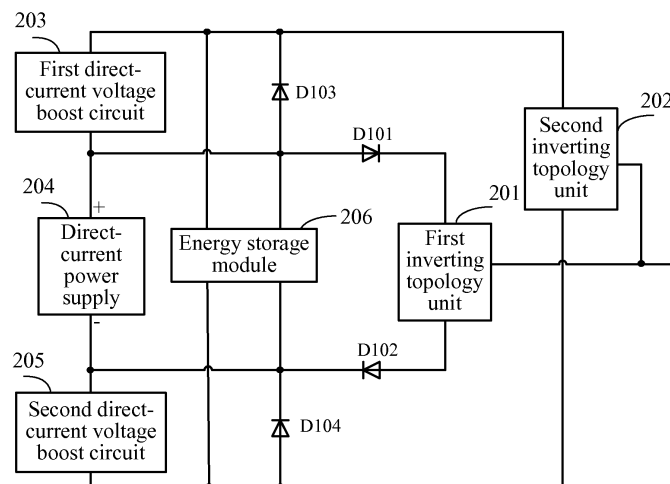 203
First direct-
current voltage
boost circuit
D103
202
Second
inverting
topology
unit
D101
204
+
Direct-
current
power
supply
-
206
Energy storage
module
201
First
inverting
topology
unit
D102
205
Second direct-
current voltage
boost circuit
D104